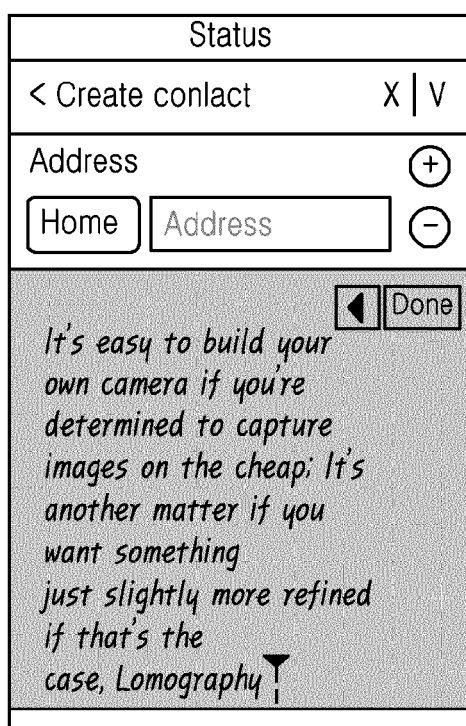 Status
< Create conlact X | V
Address +
Home Address −
Done
It's easy to build your
own camera if you're
determined to capture
images on the cheap; It's
another matter if you
want something
just slightly more refined
if that's the
case, Lomography